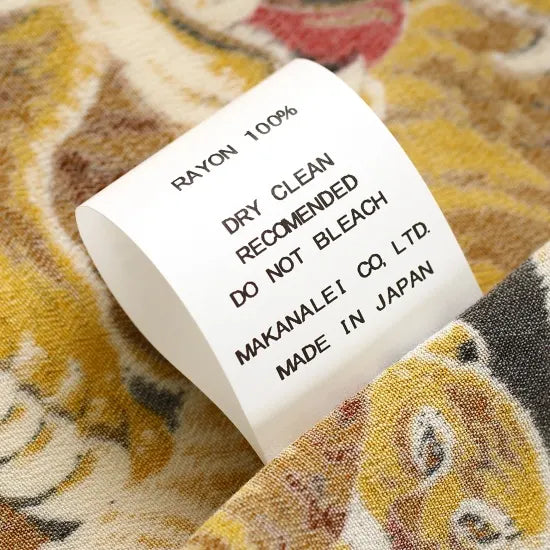 RAYON 100%
DRY CLEAN
RECOMENDED
DO NOT BLEACH
MAKANALEI CO, LTD.
MADE IN JAPAN